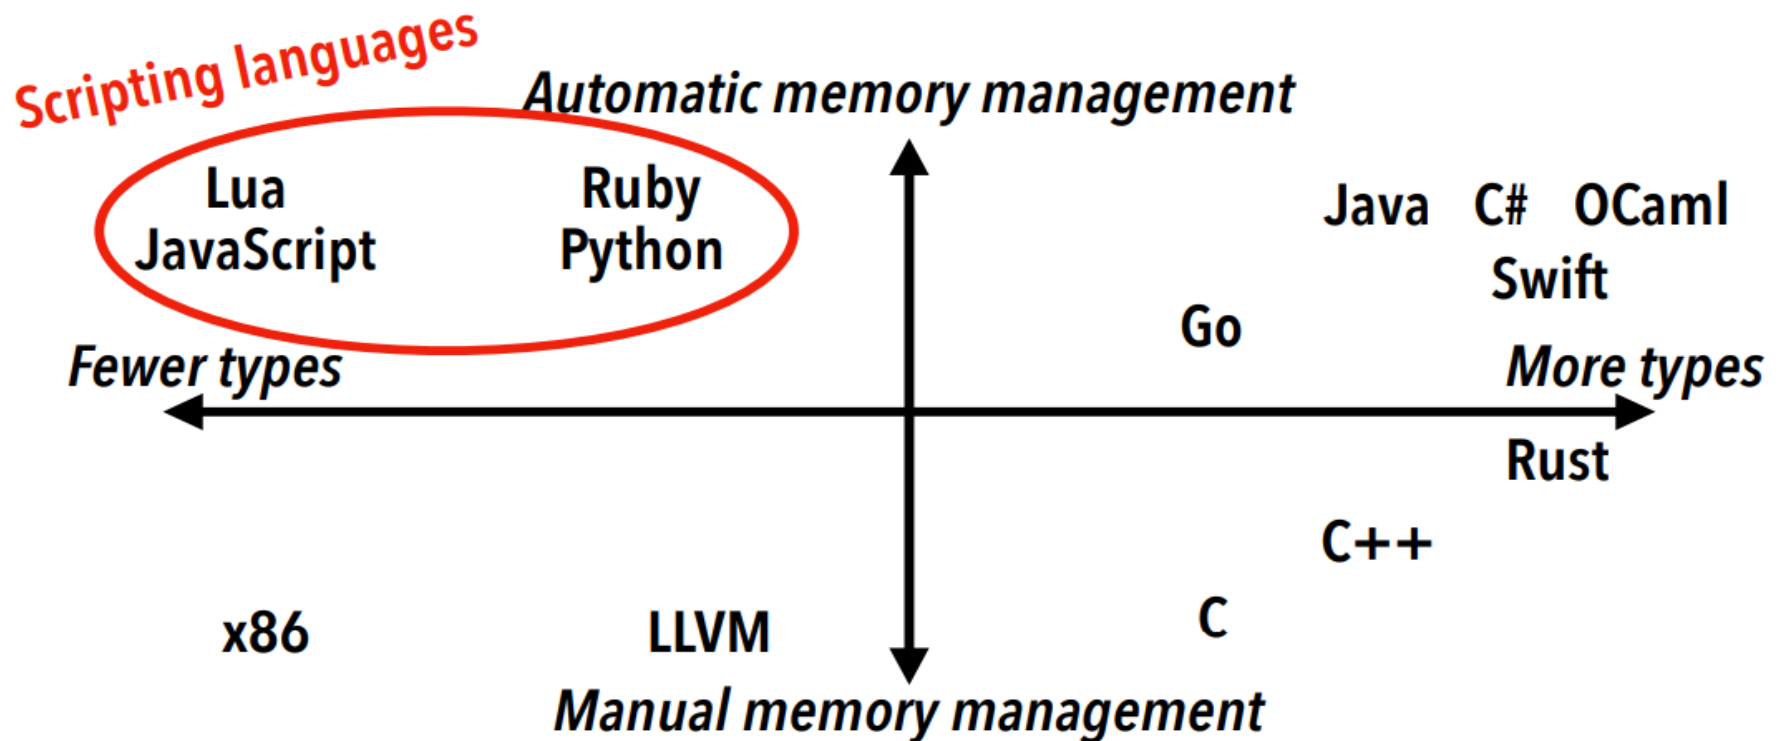 Scripting languages
Automatic memory management
Lua
Ruby
JavaScript
Python
Java C# OCaml
Swift
Go
Fewer types
More types
Rust
C++
C
x86
LLVM
Manual memory management